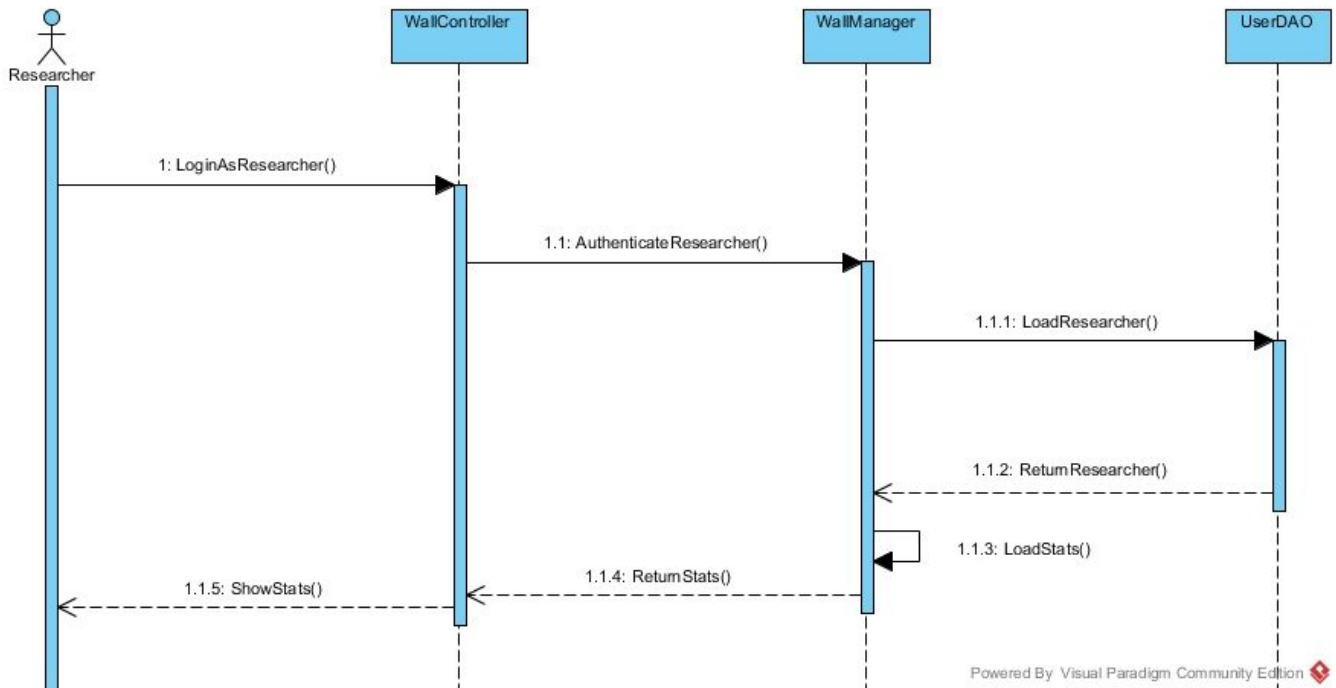 WallController
WallManager
UserDAO
Researcher
1: LoginAsResearcher()
1.1: AuthenticateResearcher()
1.1.1: LoadResearcher()
1.1.2: ReturnResearcher()
1.1.3: LoadStats()
1.1.4: ReturnStats()
1.1.5: ShowStats()
Powered By Visual Paradigm Community Edition